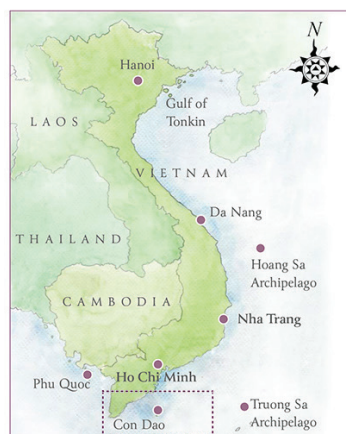 N
Hanoi
Gulf of
Tonkin
LAOS
VIETNAM
Da Nang
THAILAND
Hoang Sa
Archipelago
CAMBODIA
Nha Trang
Ho Chi Minh
Phu Quoc
Truong Sa
Archipelago
Con Dao